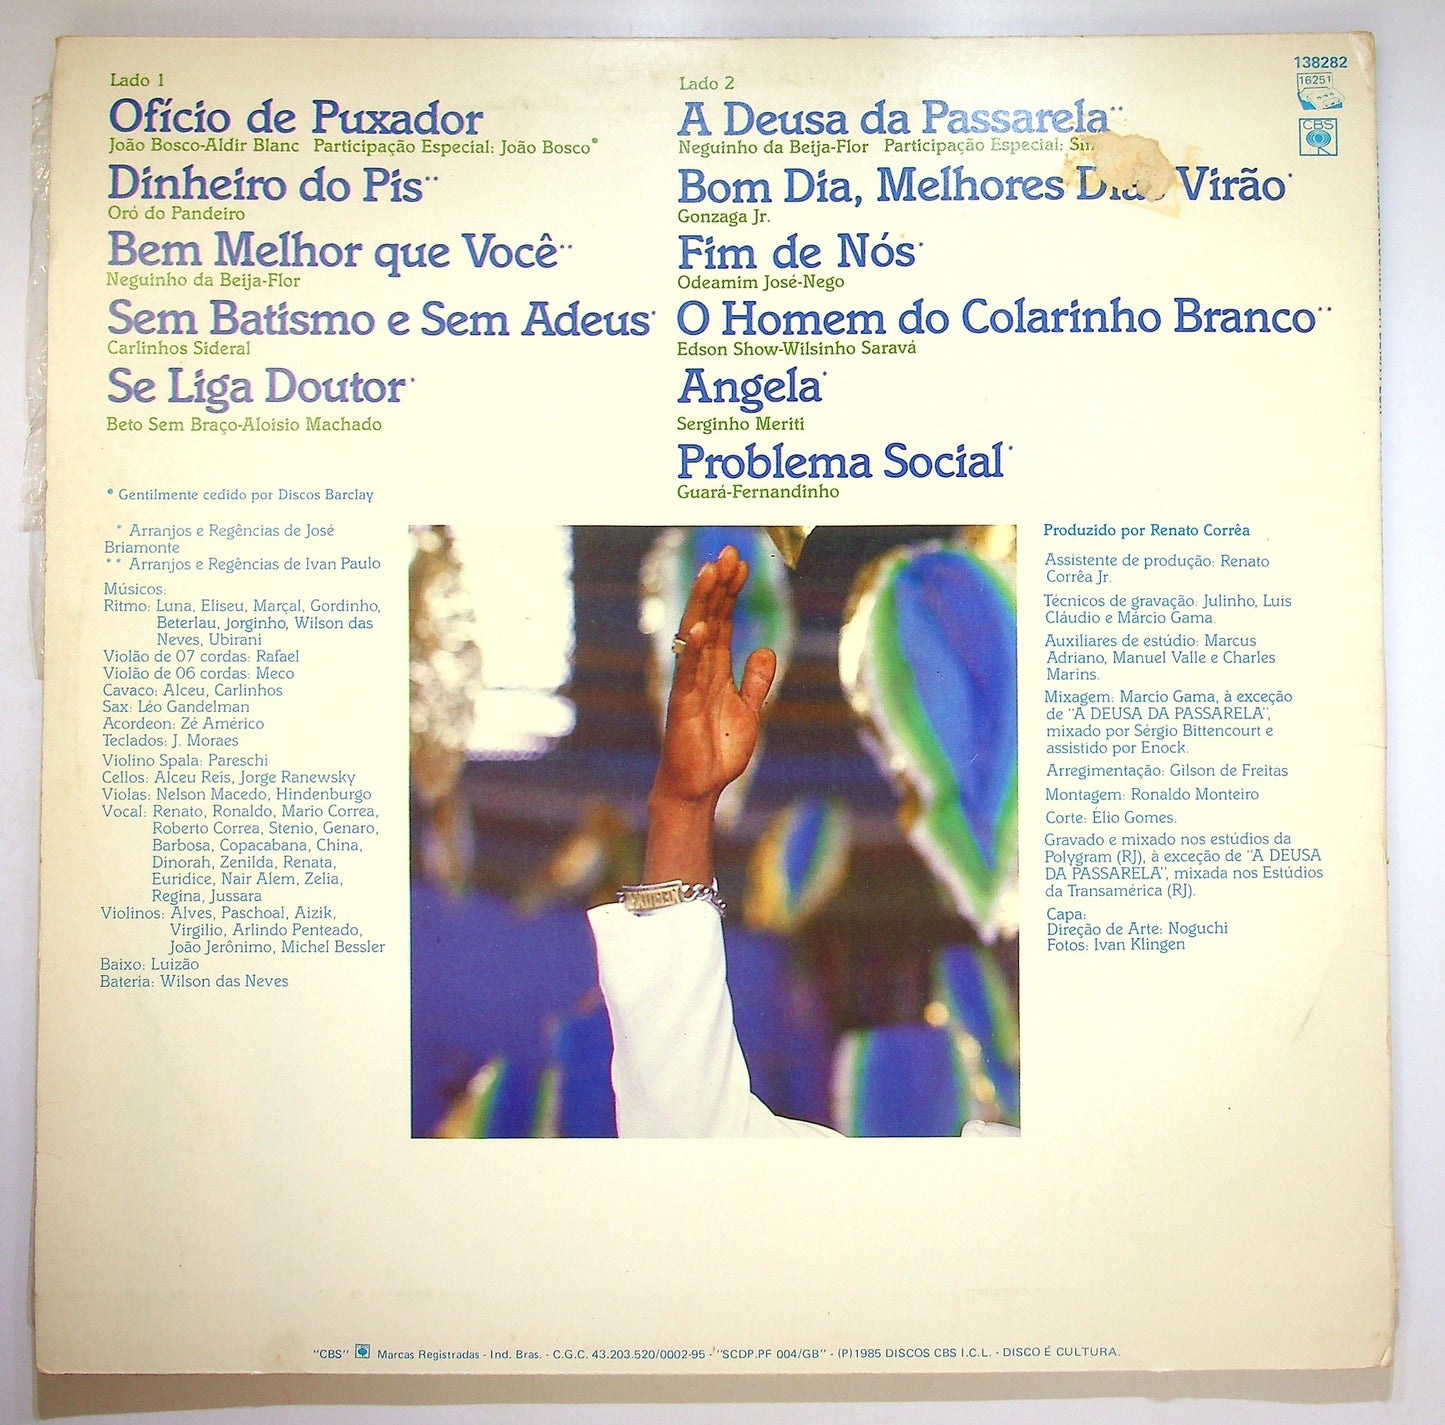 Lado 1
Ofício de Puxador
João Bosco-Aldir Blanc Participação Especial: João Bosco*
Dinheiro do Pis**
Oró do Pandeiro
Bem Melhor que Você**
Neguinho da Beija-Flor
Sem Batismo e Sem Adeus*
Carlinhos Sideral
Se Liga Doutor*
Beto Sem Braço-Aloisio Machado
* Gentilmente cedido por Discos Barclay
* Arranjos e Regências de José
Briamonte
** Arranjos e Regências de Ivan Paulo
Músicos:
Ritmo: Luna, Eliseu, Marçal, Gordinho,
Beterlau, Jorginho, Wilson das
Neves, Ubirani
Violão de 07 cordas: Rafael
Violão de 06 cordas: Meco
Cavaco: Alceu, Carlinhos
Sax: Léo Gandelman
Acordeon: Zé Américo
Teclados: J. Moraes
Violino Spala: Pareschi
Cellos: Alceu Reis, Jorge Ranewsky
Violas: Nelson Macedo, Hindenburgo
Vocal: Renato, Ronaldo, Mario Correa,
Roberto Correa, Stenio, Genaro,
Barbosa, Copacabana, China,
Dinorah, Zenilda, Renata,
Euridice, Nair Alem, Zelia,
Regina, Jussara
Violinos: Alves, Paschoal, Aizik,
Virgilio, Arlindo Penteado,
João Jerônimo, Michel Bessler
Baixo: Luizão
Bateria: Wilson das Neves
Lado 2
A Deusa da Passarela**
Neguinho da Beija-Flor Participação Especial:
Bom Dia, Melhores Dias Virão*
Gonzaga Jr.
Fim de Nós*
Odeamim José-Nego
O Homem do Colarinho Branco**
Edson Show-Wilsinho Saravá
Angela*
Serginho Meriti
Problema Social*
Guará-Fernandinho
138282
16251
CBS
Produzido por Renato Corrêa
Assistente de produção: Renato
Corrêa Jr.
Técnicos de gravação: Julinho, Luis
Cláudio e Márcio Gama.
Auxiliares de estúdio: Marcus
Adriano, Manuel Valle e Charles
Marins.
Mixagem: Marcio Gama, à exceção
de "A DEUSA DA PASSARELA",
mixado por Sérgio Bittencourt e
assistido por Enock.
Arregimentação: Gilson de Freitas
Montagem: Ronaldo Monteiro
Corte: Élio Gomes.
Gravado e mixado nos estúdios da
Polygram (RJ), à exceção de "A DEUSA
DA PASSARELA", mixada nos Estúdios
da Transamérica (RJ).
Capa:
Direção de Arte: Noguchi
Fotos: Ivan Klingen
"CBS" Marcas Registradas - Ind. Bras. - C.G.C. 43.203.520/0002-95 - "SCDP.PF 004/GB" - (P)1985 DISCOS CBS I.C.L. - DISCO É CULTURA.